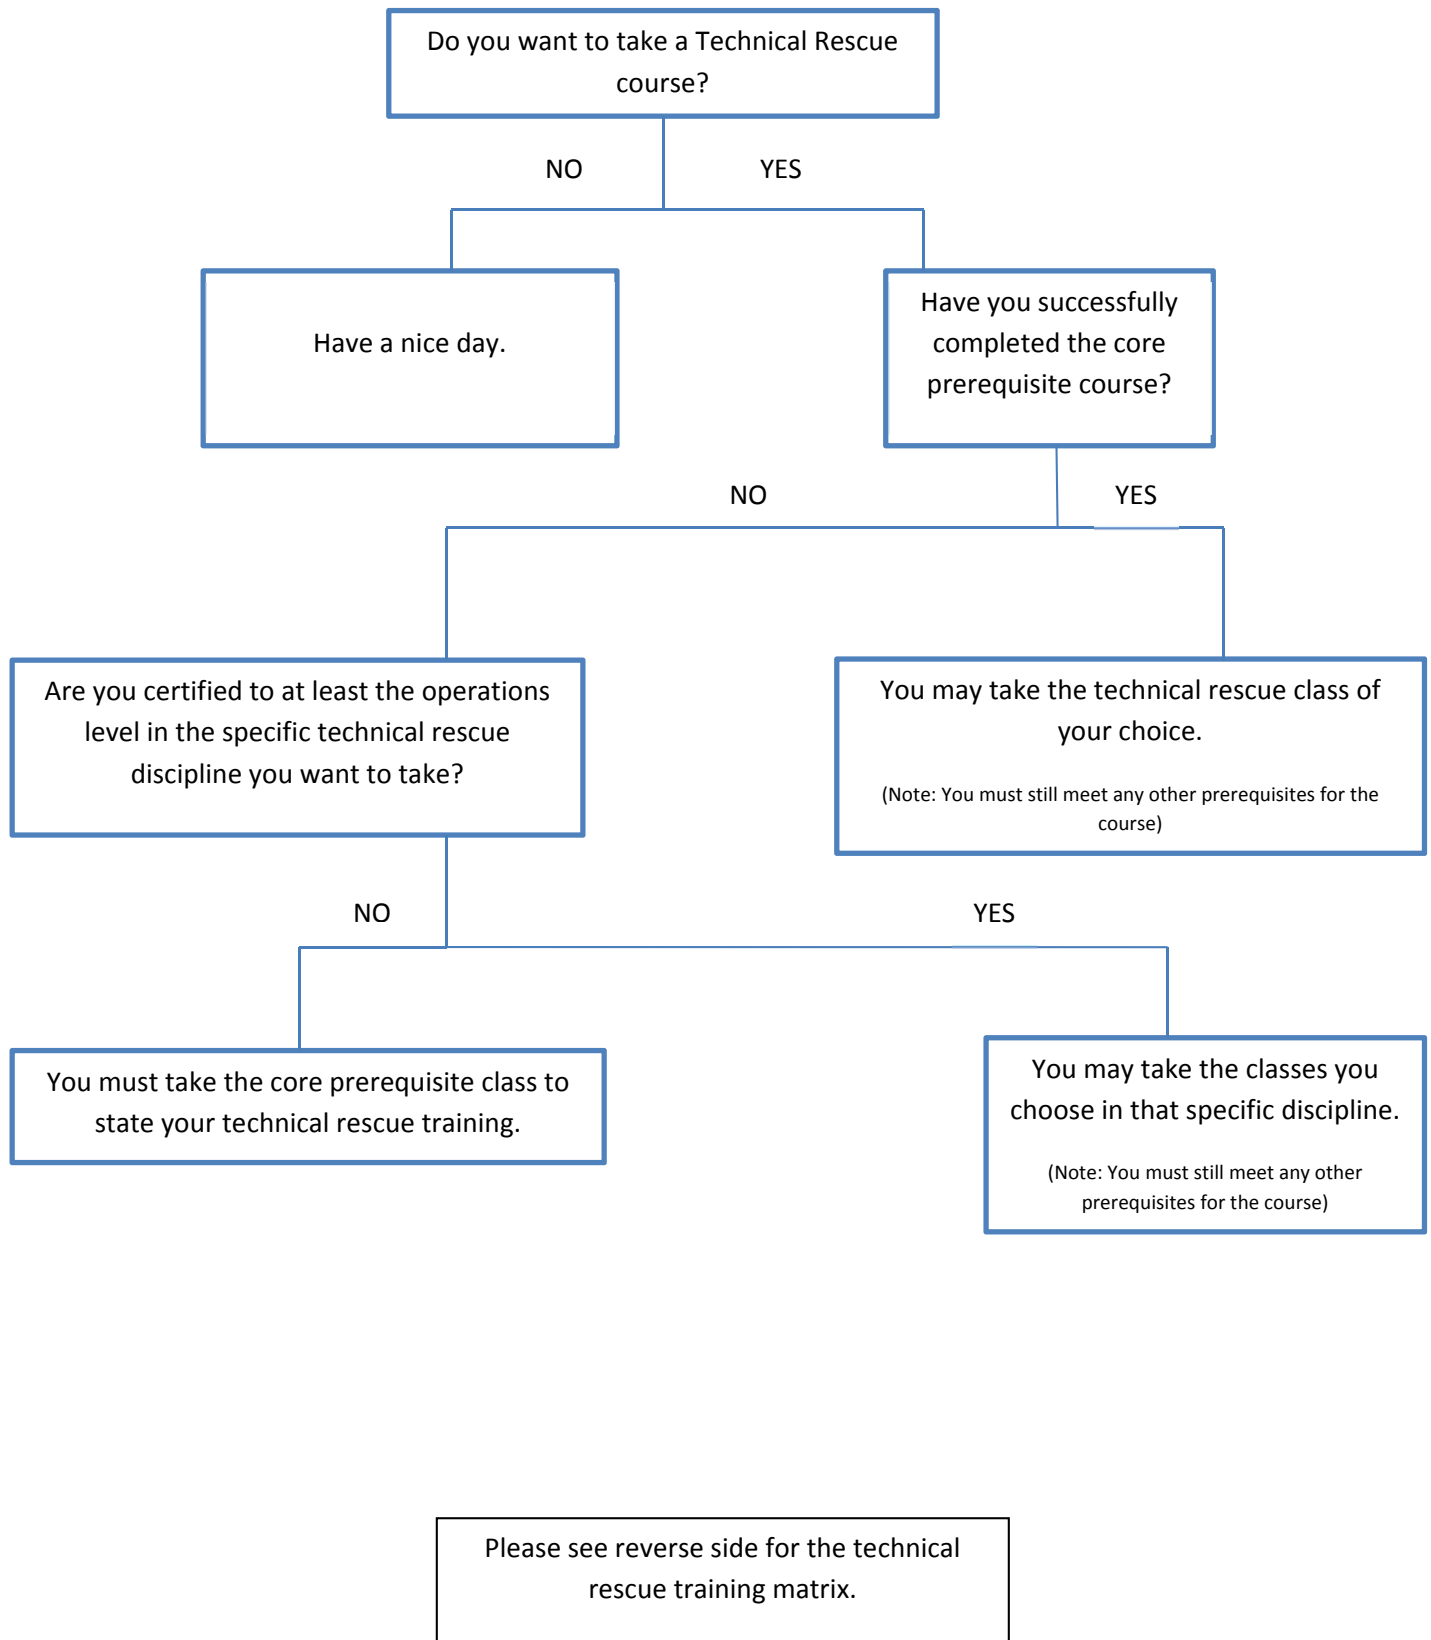 Do you want to take a Technical Rescue
course?
NO
YES
Have a nice day.
Have you successfully
completed the core
prerequisite course?
NO
YES
Are you certified to at least the operations
level in the specific technical rescue
discipline you want to take?
You may take the technical rescue class of
your choice.
(Note: You must still meet any other prerequisites for the
course)
NO
YES
You must take the core prerequisite class to
state your technical rescue training.
You may take the classes you
choose in that specific discipline.
(Note: You must still meet any other
prerequisites for the course)
Please see reverse side for the technical
rescue training matrix.